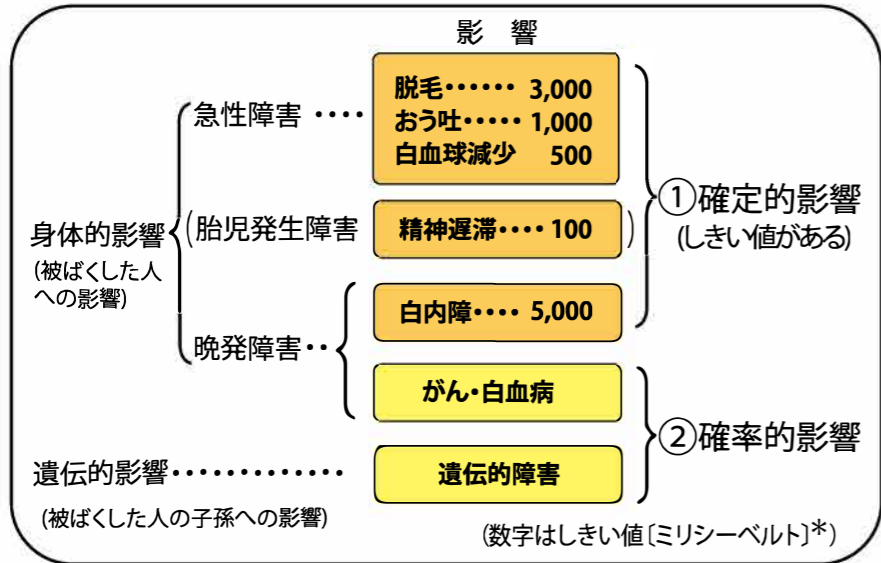 影 響
急性障害 ････
脱毛･･････ 3,000
おう吐･････ 1,000
白血球減少 500
①確定的影響
(しきい値がある)
身体的影響
(被ばくした人
への影響)
(胎児発生障害
精神遅滞････ 100
)
晩発障害･･
白内障････ 5,000
がん・白血病
②確率的影響
遺伝的影響･････････････
(被ばくした人の子孫への影響)
遺伝的障害
(数字はしきい値〔ミリシーベルト〕*)